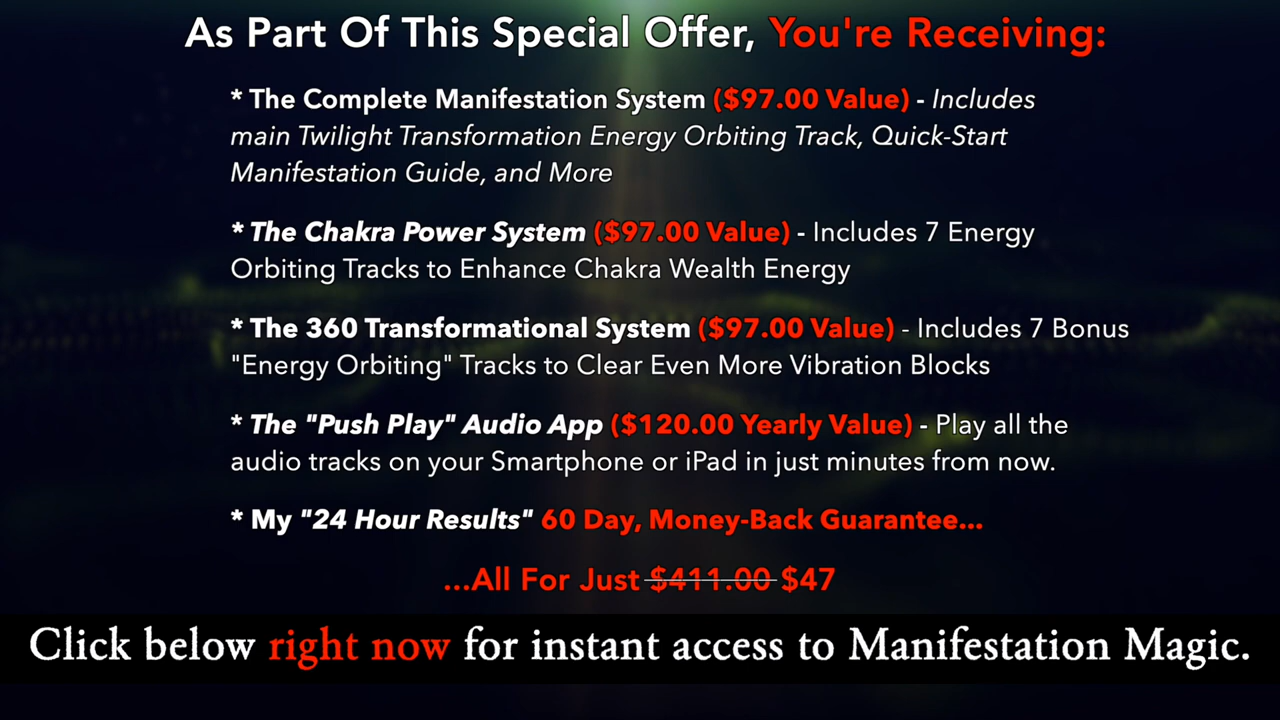 As Part Of This Special Offer, You're Receiving:
* The Complete Manifestation System ($97.00 Value) - Includes
main Twilight Transformation Energy Orbiting Track, Quick-Start
Manifestation Guide, and More
* The Chakra Power System ($97.00 Value) - Includes 7 Energy
Orbiting Tracks to Enhance Chakra Wealth Energy
* The 360 Transformational System ($97.00 Value) - Includes 7 Bonus
"Energy Orbiting" Tracks to Clear Even More Vibration Blocks
* The "Push Play" Audio App ($120.00 Yearly Value) - Play all the
audio tracks on your Smartphone or iPad in just minutes from now.
* My "24 Hour Results" 60 Day, Money-Back Guarantee...
...All For Just $411.00 $47
Click below right now for instant access to Manifestation Magic.